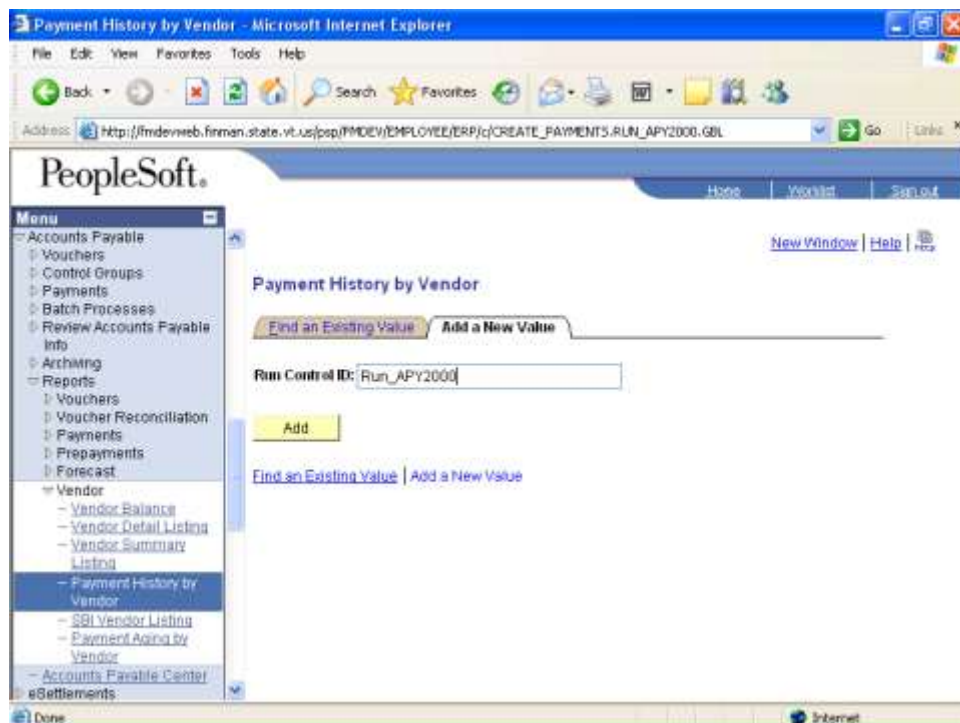 Payment History by Vendor - Microsoft Internet Explorer
File Edit View Favorites Tools Help
Back Search Favorites
Address http://fmdevweb.finman.state.vt.us/psp/FMDEV/EMPLOYEE/ERP/c/CREATE_PAYMENTS.RUN_APY2000.GBL Go Links
PeopleSoft.
Home Worklist Sign out
Menu
New Window | Help |
Accounts Payable
Vouchers
Control Groups
Payments
Batch Processes
Review Accounts Payable
Info
Archiving
Reports
Vouchers
Voucher Reconciliation
Payments
Prepayments
Forecast
Vendor
- Vendor Balance
- Vendor Detail Listing
- Vendor Summary
Listing
- Payment History by
Vendor
- SBI Vendor Listing
- Payment Aging by
Vendor
- Accounts Payable Center
eSettlements
Payment History by Vendor
Find an Existing Value Add a New Value
Run Control ID: Run_APY2000
Add
Find an Existing Value | Add a New Value
Done Internet